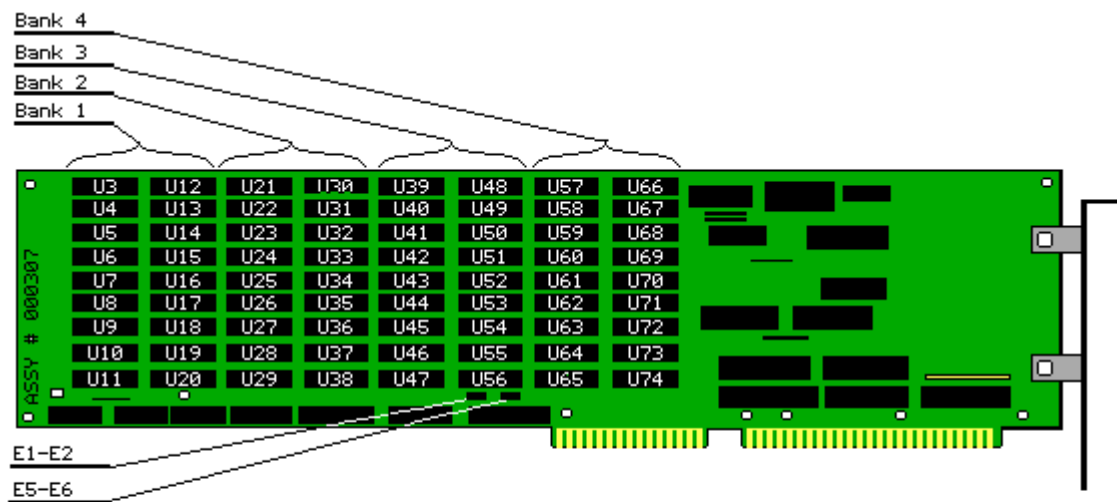 Bank 4
Bank 3
Bank 2
Bank 1
U3 U12 U21 U30 U39 U48 U57 U66
U4 U13 U22 U31 U40 U49 U58 U67
U5 U14 U23 U32 U41 U50 U59 U68
U6 U15 U24 U33 U42 U51 U60 U69
U7 U16 U25 U34 U43 U52 U61 U70
U8 U17 U26 U35 U44 U53 U62 U71
U9 U18 U27 U36 U45 U54 U63 U72
U10 U19 U28 U37 U46 U55 U64 U73
U11 U20 U29 U38 U47 U56 U65 U74
ASSY # 000307
E1-E2
E5-E6